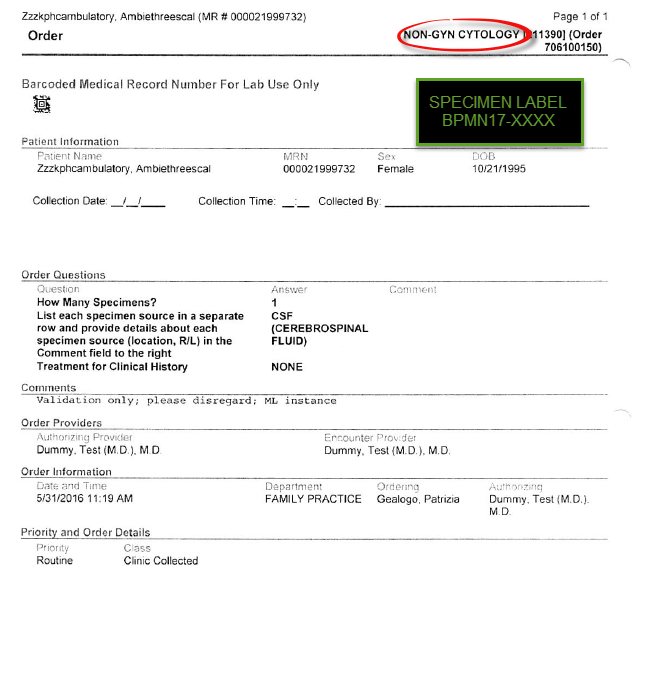 Zzzkphcambulatory, Ambiethreescal (MR # 000021999732) Page 1 of 1
Order NON-GYN CYTOLOGY [11390] (Order
706100150)
Barcoded Medical Record Number For Lab Use Only
SPECIMEN LABEL
BPMN17-XXXX
Patient Information
Patient Name MRN Sex DOB
Zzzkphcambulatory, Ambiethreescal 000021999732 Female 10/21/1995
Collection Date: __/__/____ Collection Time: __:__ Collected By: ____________________
Order Questions
Question Answer Comment
How Many Specimens? 1
List each specimen source in a separate CSF
row and provide details about each (CEREBROSPINAL
specimen source (location, R/L) in the FLUID)
Comment field to the right
Treatment for Clinical History NONE
Comments
Validation only; please disregard; ML instance
Order Providers
Authorizing Provider Encounter Provider
Dummy, Test (M.D.), M.D. Dummy, Test (M.D.), M.D.
Order Information
Date and Time Department Ordering Authorizing
5/31/2016 11:19 AM FAMILY PRACTICE Gealogo, Patrizia Dummy, Test (M.D.),
M.D.
Priority and Order Details
Priority Class
Routine Clinic Collected